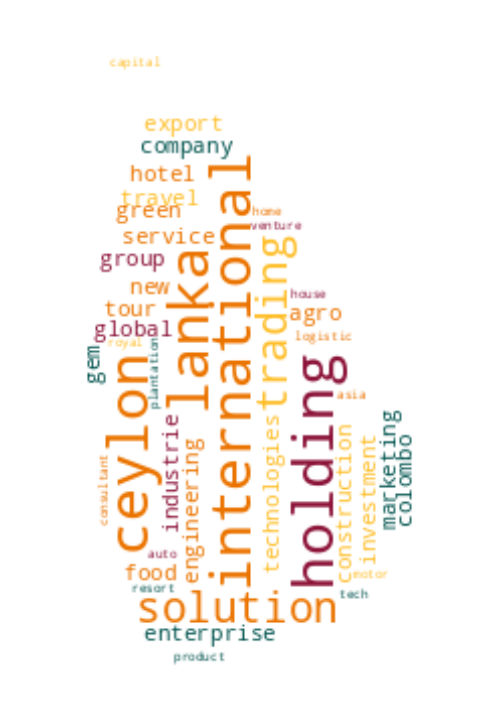 capital
export
company
hotel
travel
green
home
venture
service
group
international
lanka
trading
new
house
tour
agro
global
logistic
royal
gem
plantation
ceylon
holding
asia
industrie
engineering
technologies
construction
investment
marketing
colombo
consultant
auto
food
motor
resort
tech
solution
enterprise
product